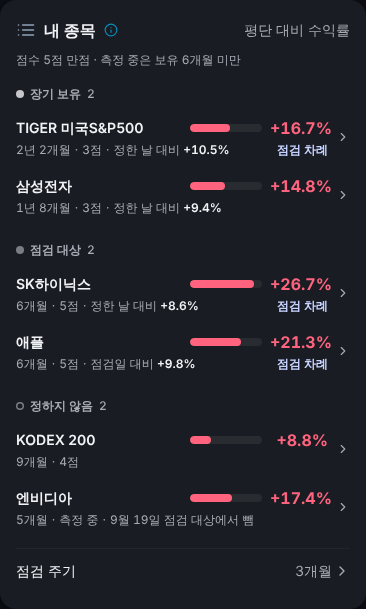 내 종목
평단 대비 수익률
점수 5점 만점 · 측정 중은 보유 6개월 미만
장기 보유 2
TIGER 미국S&P500 +16.7%
2년 2개월 · 3점 · 정한 날 대비 +10.5% 점검 차례
삼성전자 +14.8%
1년 8개월 · 3점 · 정한 날 대비 +9.4%
점검 대상 2
SK하이닉스 +26.7%
6개월 · 5점 · 정한 날 대비 +8.6% 점검 차례
애플 +21.3%
6개월 · 5점 · 점검일 대비 +9.8% 점검 차례
정하지 않음 2
KODEX 200 +8.8%
9개월 · 4점
엔비디아 +17.4%
5개월 · 측정 중 · 9월 19일 점검 대상에서 뺌
점검 주기 3개월